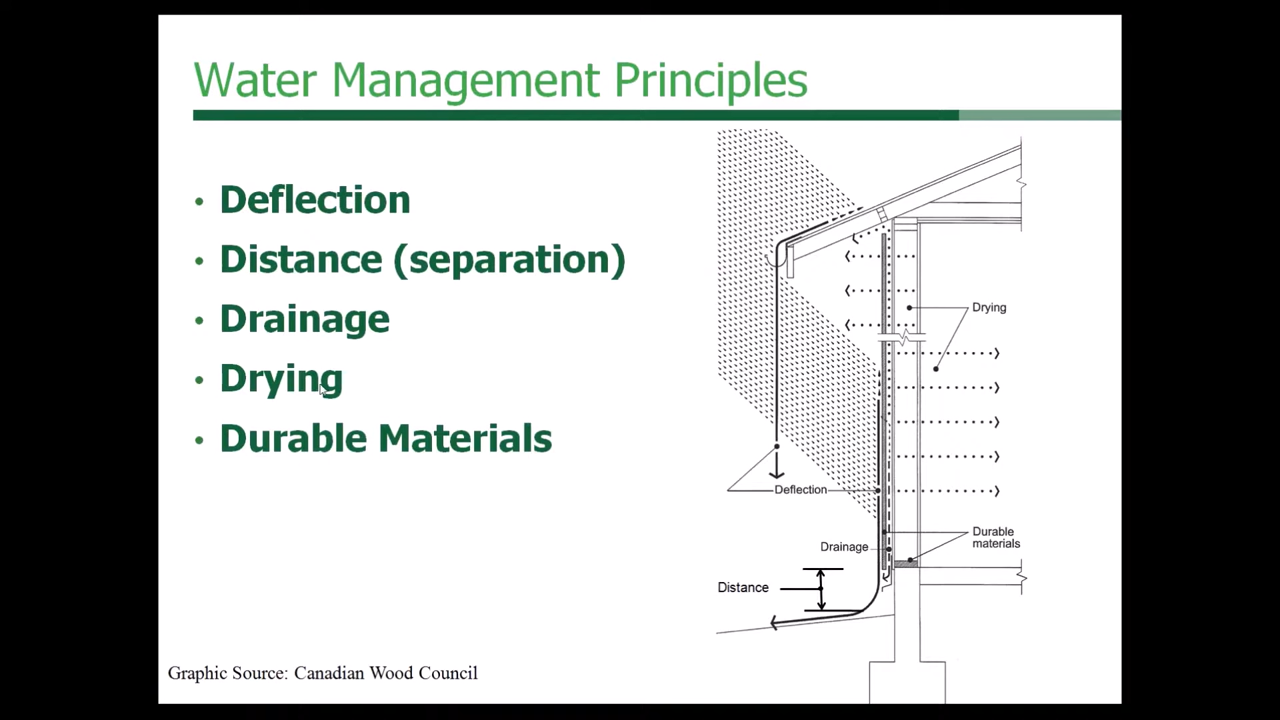 Water Management Principles
• Deflection
• Distance (separation)
• Drainage
• Drying
• Durable Materials
Drying
Deflection
Durable
materials
Drainage
Distance
Graphic Source: Canadian Wood Council